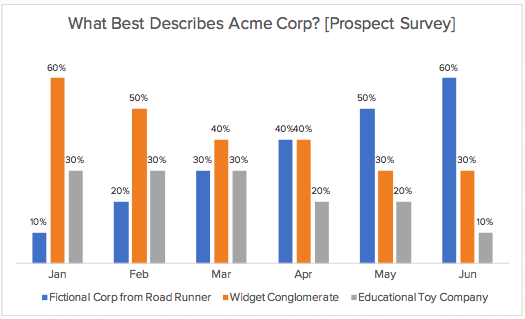 What Best Describes Acme Corp? [Prospect Survey]
60% 60%
50% 50%
40% 40%40%
30% 30% 30% 30% 30% 30%
20% 20% 20%
10% 10%
Jan Feb Mar Apr May Jun
Fictional Corp from Road Runner Widget Conglomerate Educational Toy Company